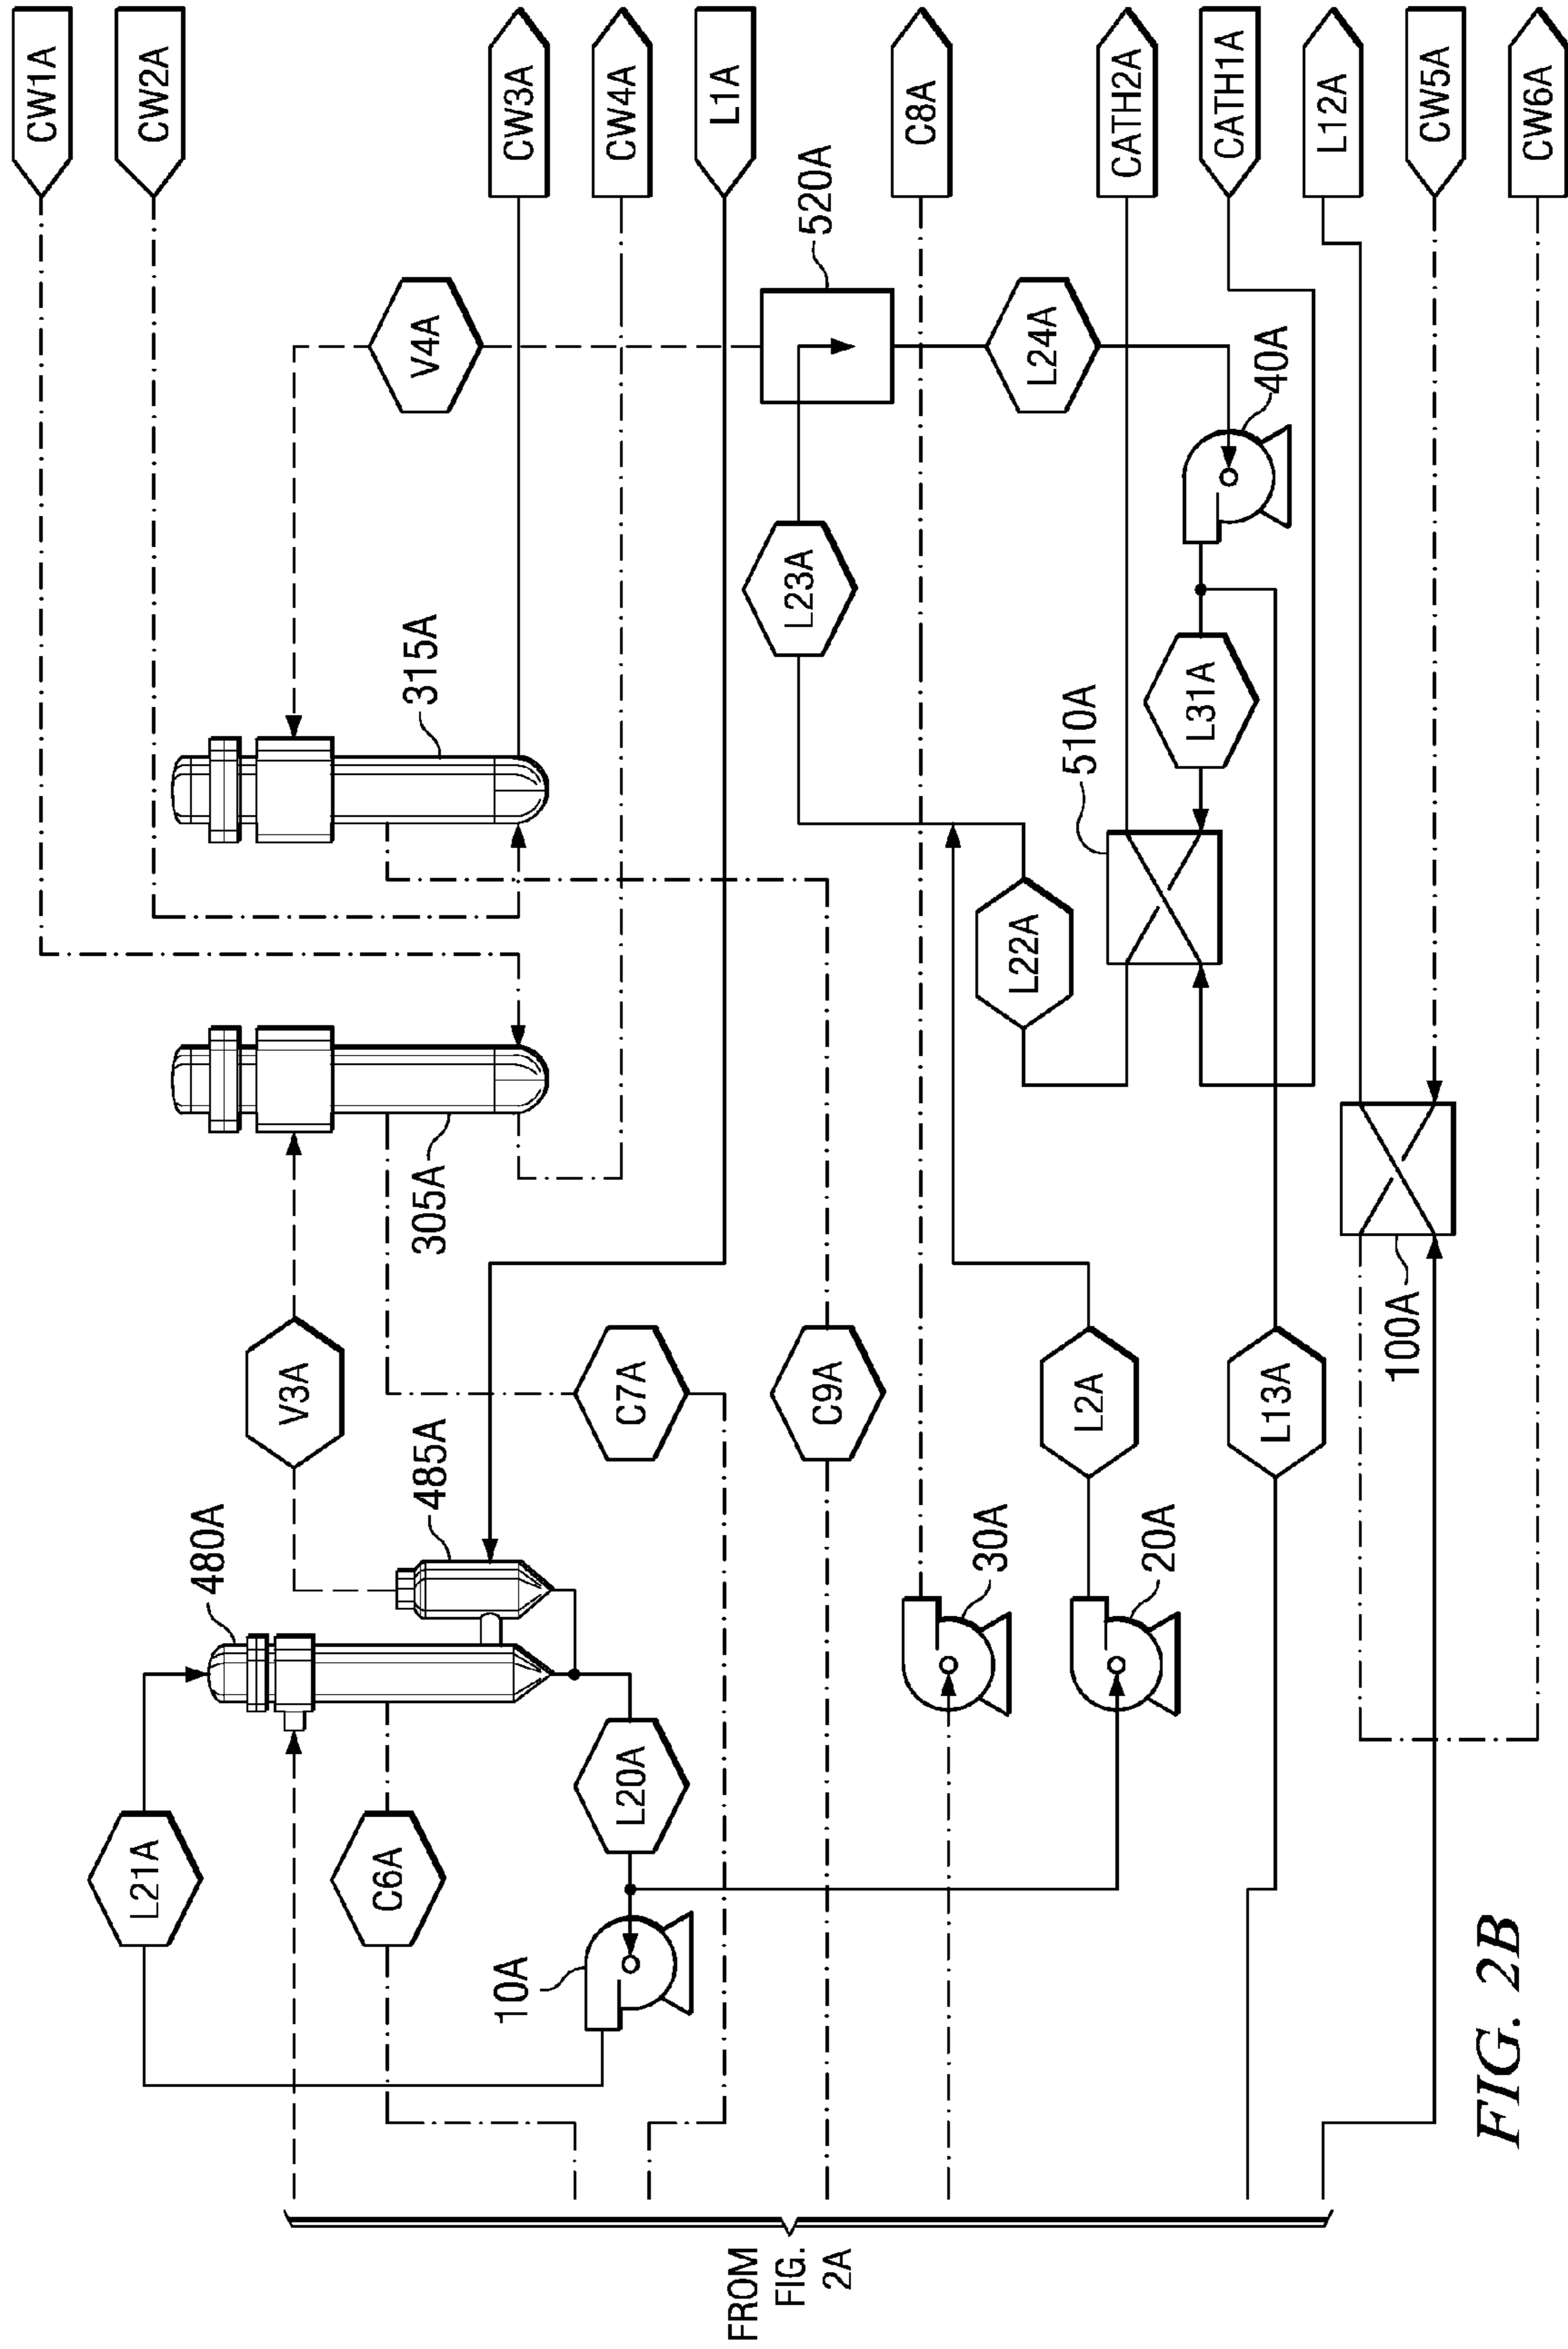 CW1A
CW2A
CW3A
CW4A
L1A
C8A
CATH2A
CATH1A
L12A
CW5A
CW6A
V4A
520A
L24A
40A
L23A
315A
L31A
510A
L22A
305A
V3A
C7A
C9A
L2A
L13A
100A
485A
480A
30A
20A
L20A
L21A
C6A
10A
FROM
FIG.
2A
FIG. 2B